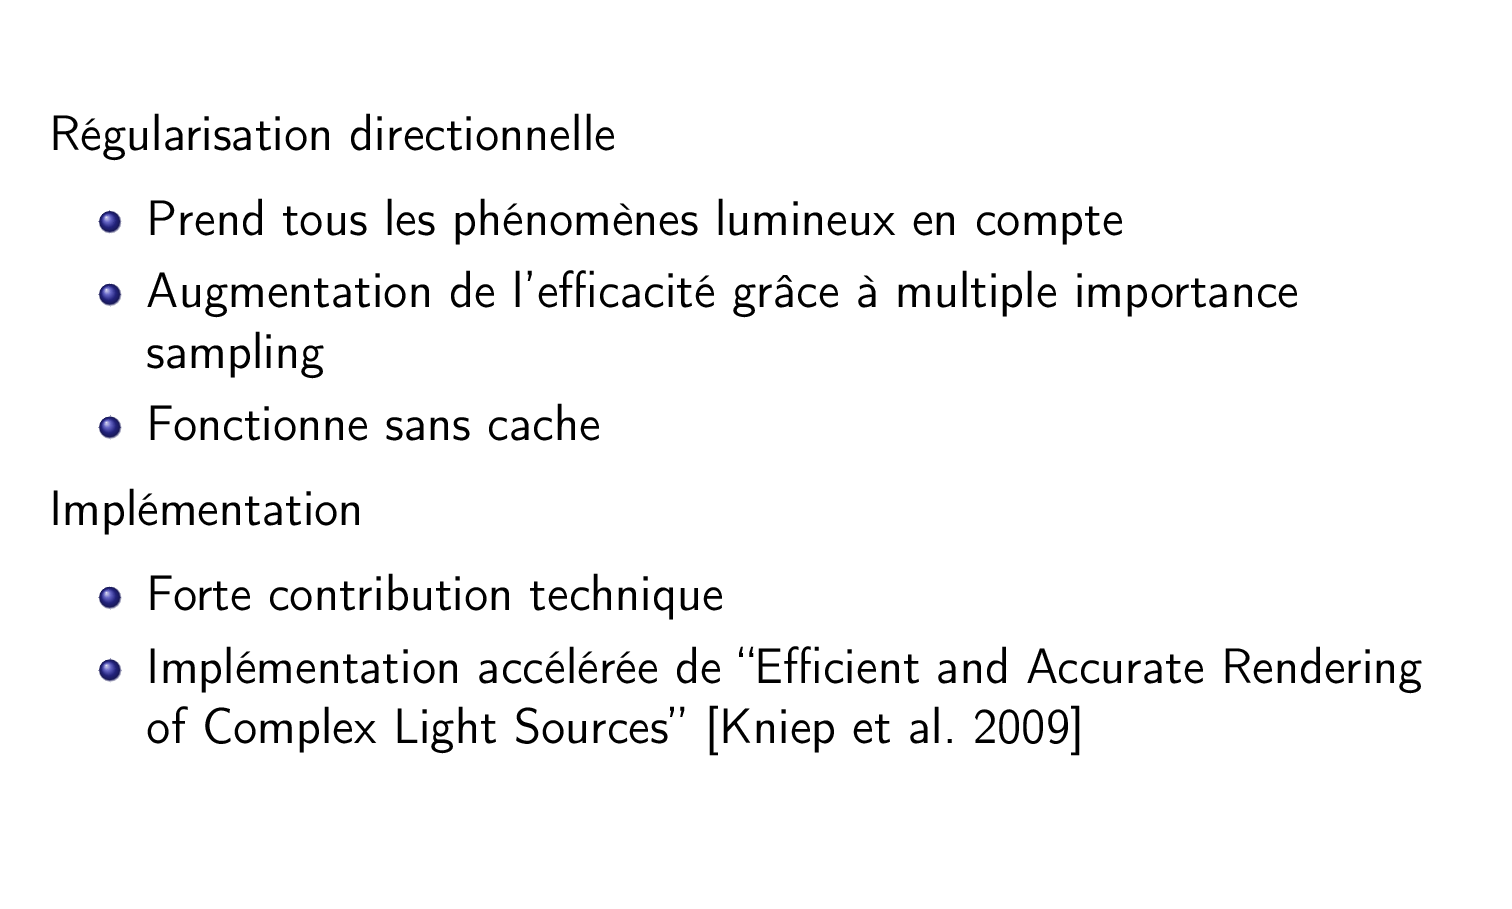 Régularisation directionnelle
Prend tous les phénomènes lumineux en compte
Augmentation de l'efficacité grâce à multiple importance
sampling
Fonctionne sans cache
Implémentation
Forte contribution technique
Implémentation accélérée de “Efficient and Accurate Rendering
of Complex Light Sources” [Kniep et al. 2009]